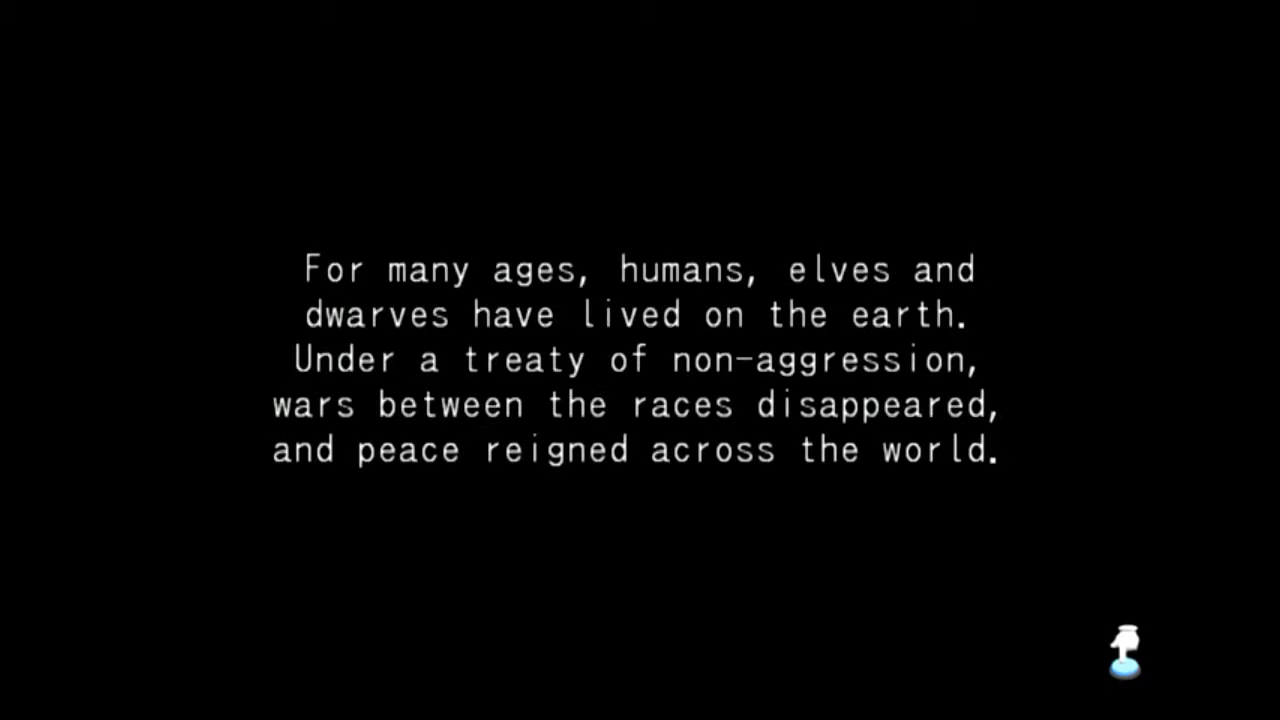 For many ages, humans, elves and
dwarves have lived on the earth.
Under a treaty of non-aggression,
wars between the races disappeared,
and peace reigned across the world.